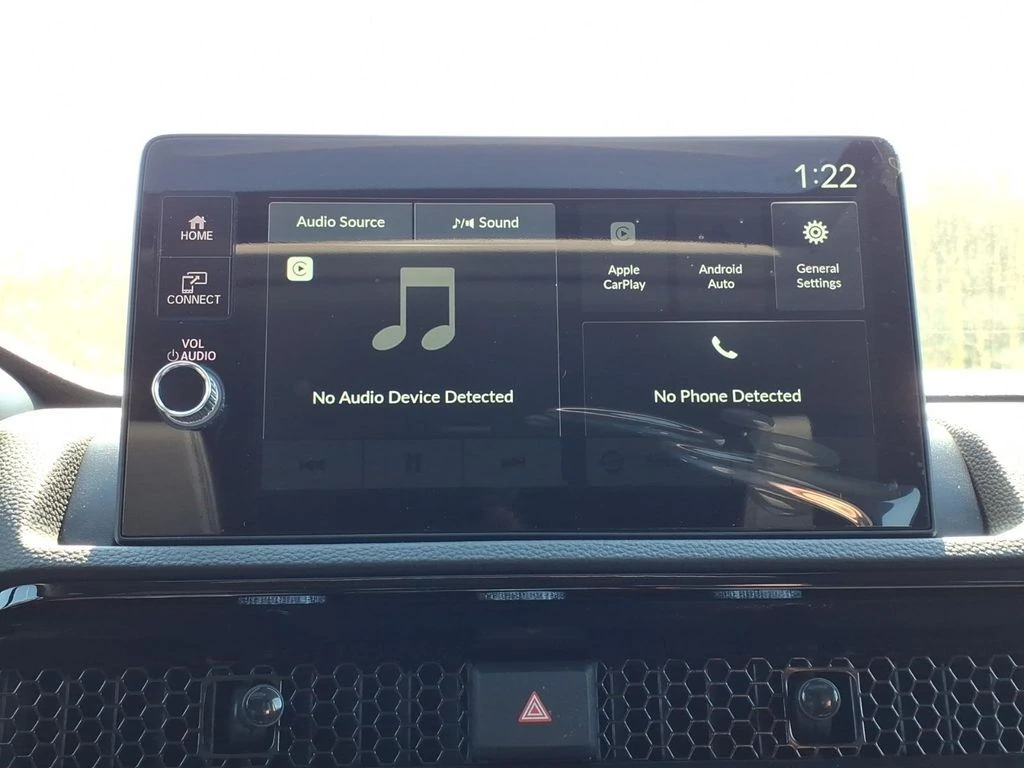 1:22
HOME
CONNECT
VOL
AUDIO
Audio Source
Sound
No Audio Device Detected
Apple
CarPlay
Android
Auto
General
Settings
No Phone Detected